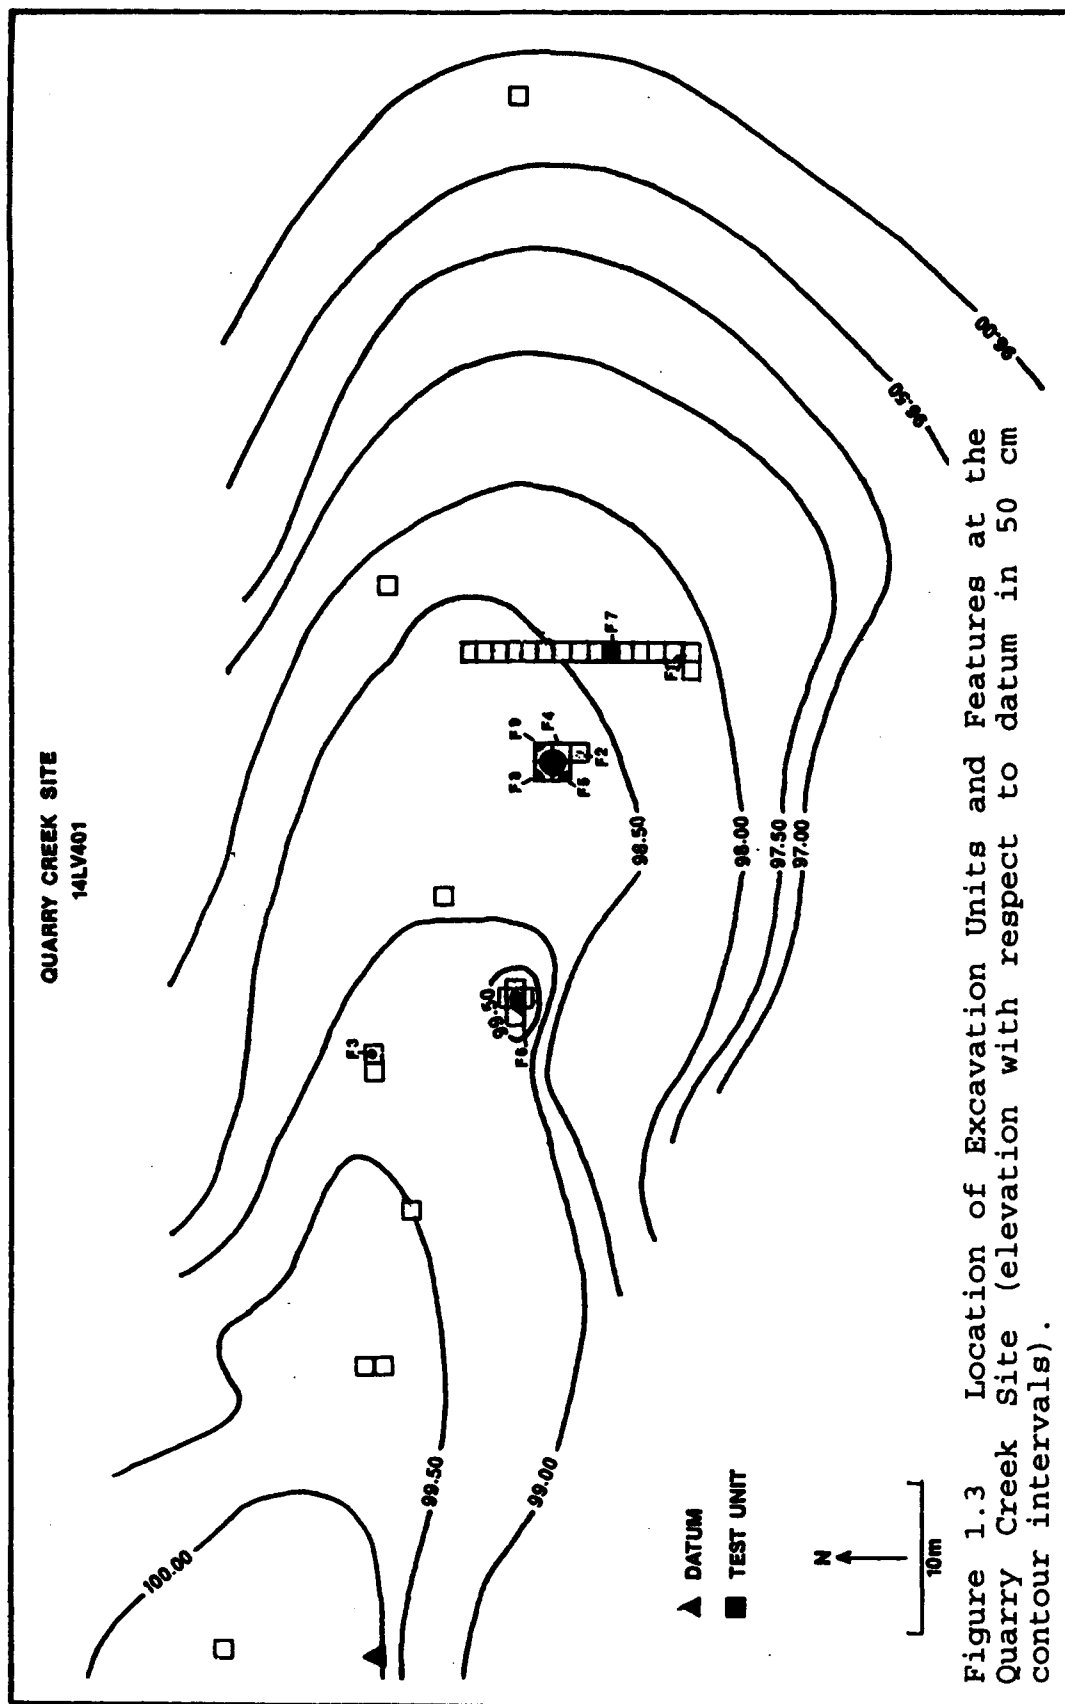 QUARRY CREEK SITE
14LV401
100.00
99.50
99.00
99.50
98.50
98.00
97.50
97.00
96.50
96.00
F3
F6
F8
F9
F4
F5
F2
F7
F1
▲ DATUM
■ TEST UNIT
N
10m
Figure 1.3 Location of Excavation Units and Features at the
Quarry Creek Site (elevation with respect to datum in 50 cm
contour intervals).